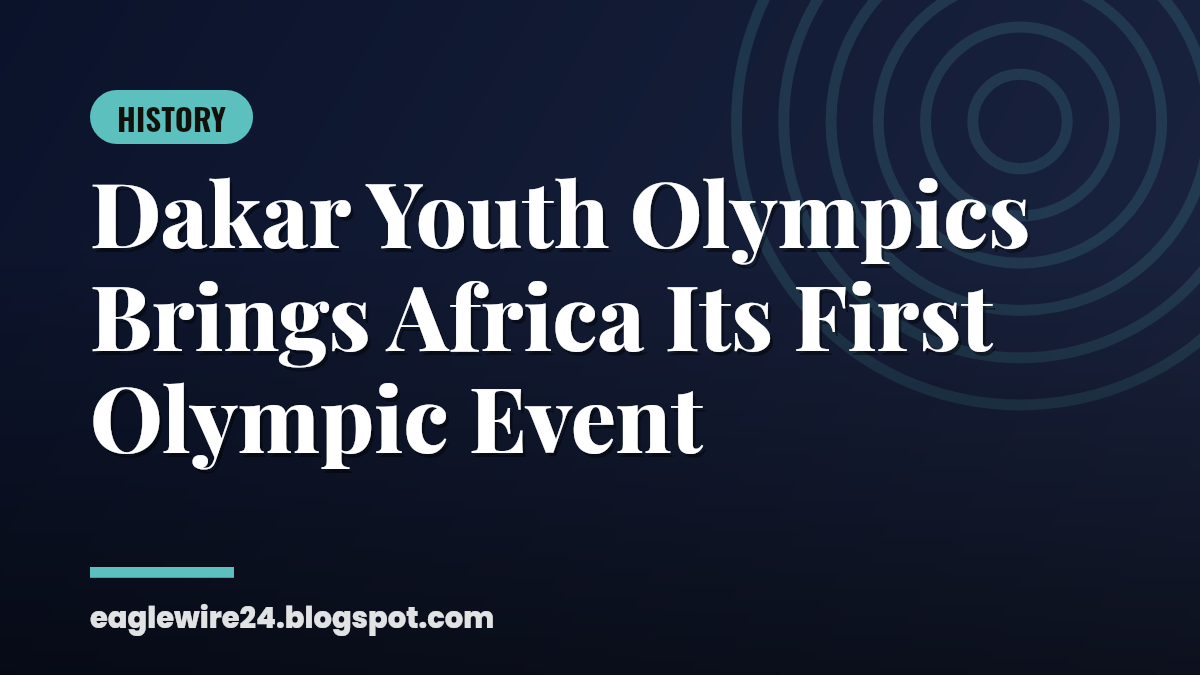 HISTORY
Dakar Youth Olympics
Brings Africa Its First
Olympic Event
eaglewire24.blogspot.com